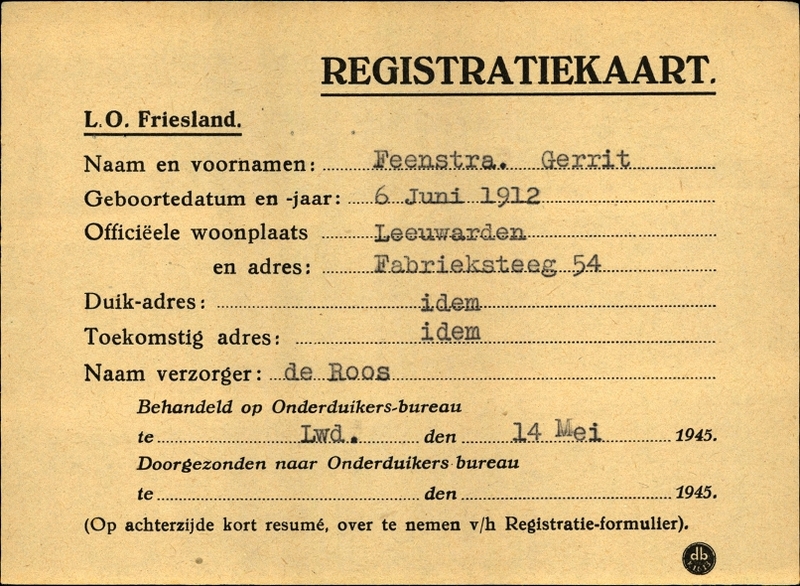 REGISTRATIEKAART.
L.O. Friesland.
Naam en voornamen: Feenstra. Gerrit
Geboortedatum en -jaar: 6 Juni 1912
Officiëele woonplaats Leeuwarden
en adres: Fabrieksteeg 54
Duik-adres: idem
Toekomstig adres: idem
Naam verzorger: de Roos
Behandeld op Onderduikers-bureau
te Lwd. den 14 Mei 1945.
Doorgezonden naar Onderduikers bureau
te den 1945.
(Op achterzijde kort resumé, over te nemen v/h Registratie-formulier).
db